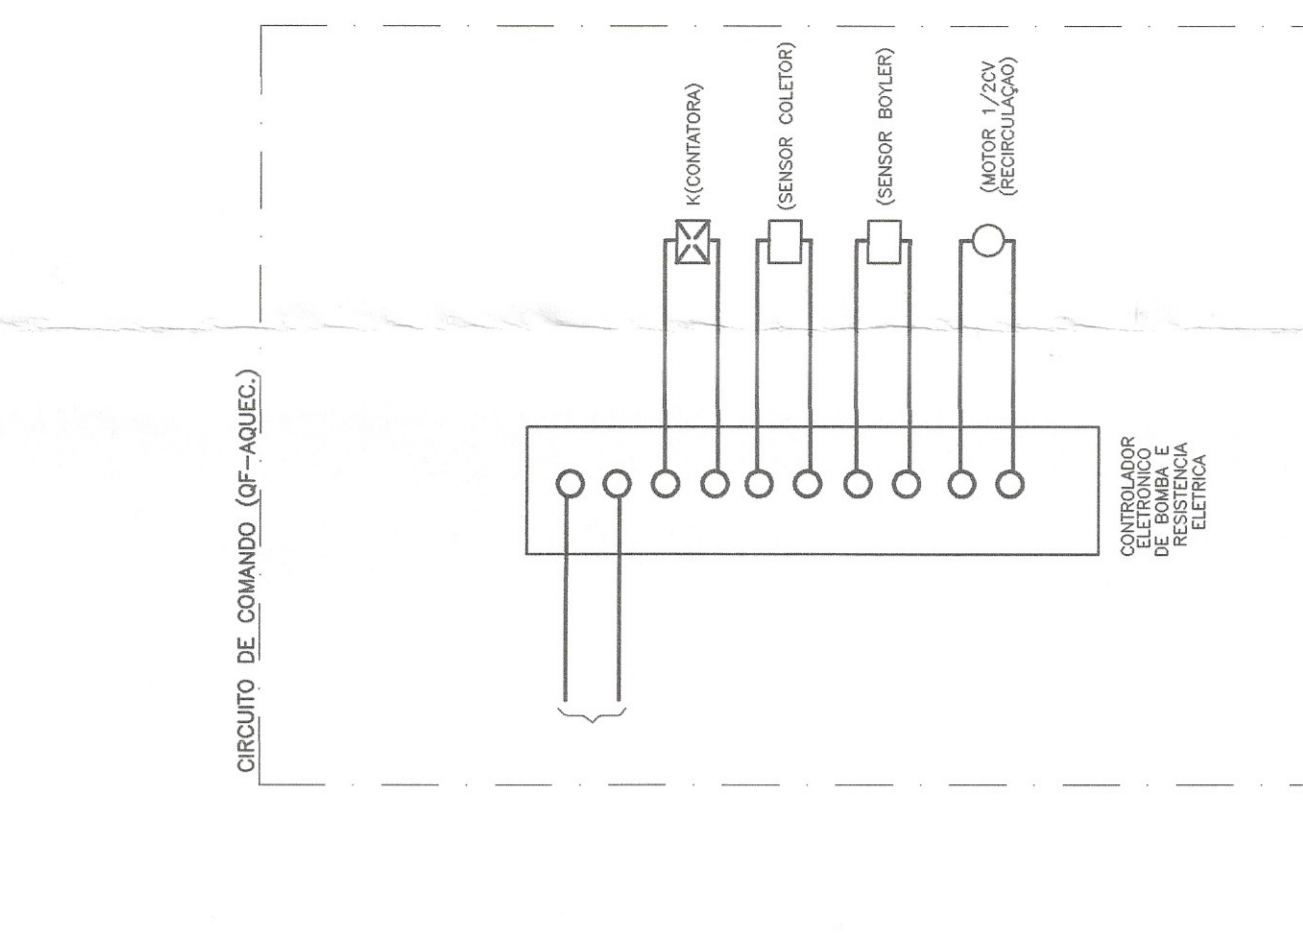 CIRCUITO DE COMANDO (QF-AQUEC.)
K(CONTATORA)
(SENSOR COLETOR)
(SENSOR BOYLER)
(MOTOR 1/2CV
(RECIRCULAÇAO)
CONTROLADOR
ELETRONICO
DE BOMBA E
RESISTENCIA
ELETRICA